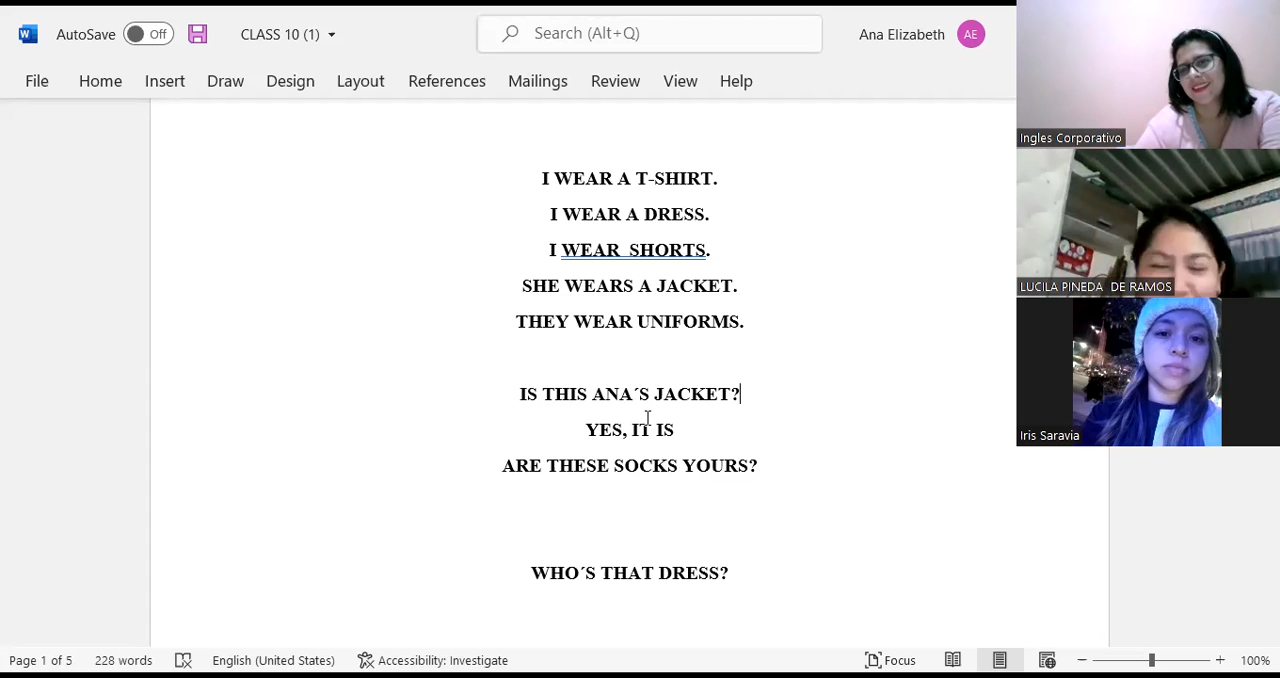 AutoSave Off CLASS 10 (1) Search (Alt+Q) Ana Elizabeth AE
File Home Insert Draw Design Layout References Mailings Review View Help
Ingles Corporativo
LUCILA PINEDA DE RAMOS
Iris Saravia
I WEAR A T-SHIRT.
I WEAR A DRESS.
I WEAR SHORTS.
SHE WEARS A JACKET.
THEY WEAR UNIFORMS.
IS THIS ANA´S JACKET?
YES, IT IS
ARE THESE SOCKS YOURS?
WHO´S THAT DRESS?
Page 1 of 5 228 words English (United States) Accessibility: Investigate Focus 100%